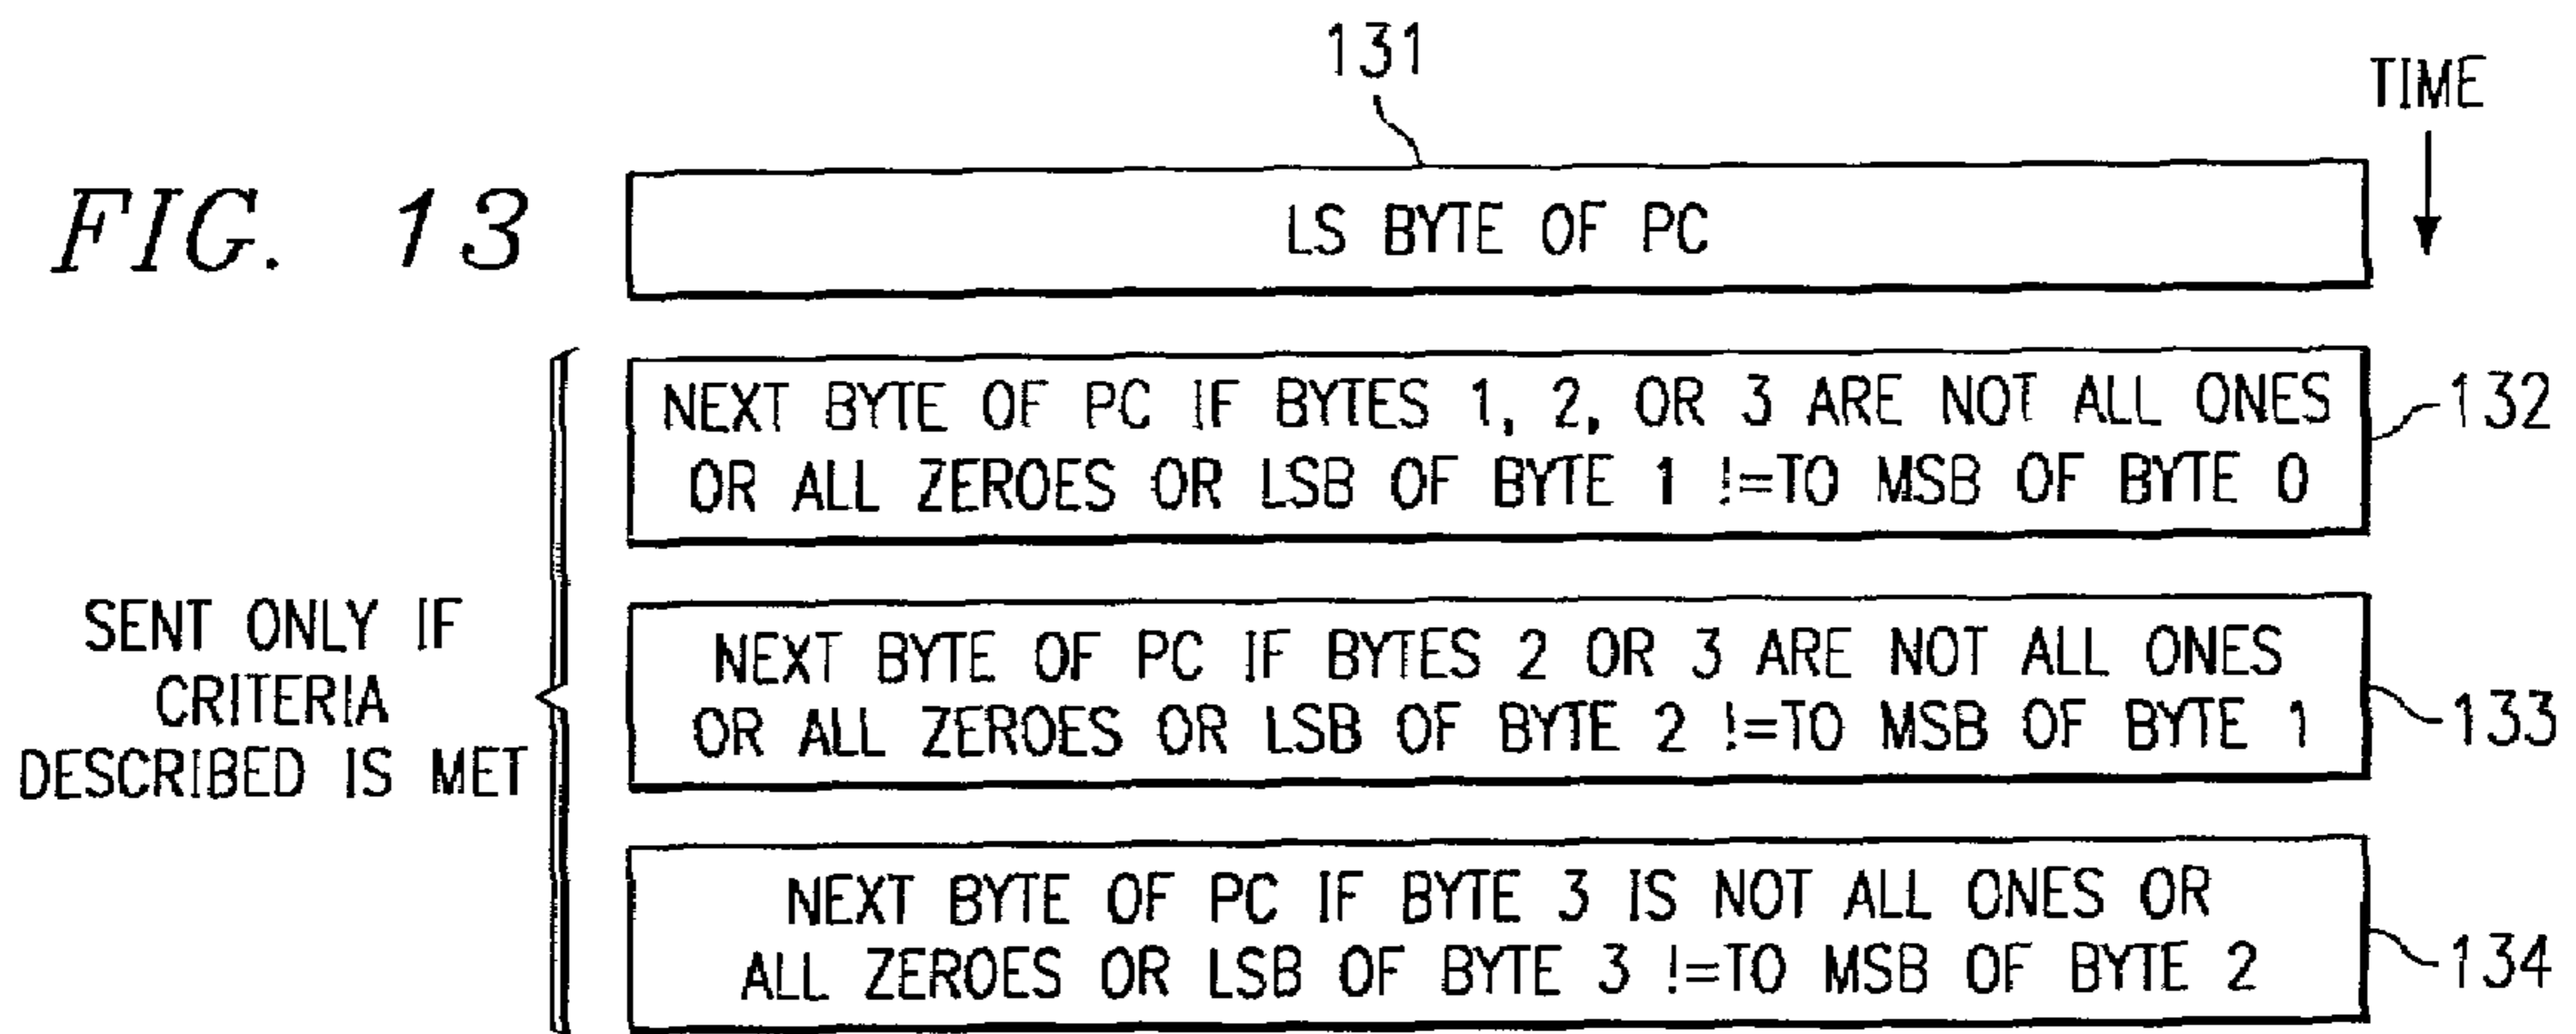 131
TIME
FIG. 13
LS BYTE OF PC
NEXT BYTE OF PC IF BYTES 1, 2, OR 3 ARE NOT ALL ONES
OR ALL ZEROES OR LSB OF BYTE 1 !=TO MSB OF BYTE 0
132
SENT ONLY IF
CRITERIA
DESCRIBED IS MET
NEXT BYTE OF PC IF BYTES 2 OR 3 ARE NOT ALL ONES
OR ALL ZEROES OR LSB OF BYTE 2 !=TO MSB OF BYTE 1
133
NEXT BYTE OF PC IF BYTE 3 IS NOT ALL ONES OR
ALL ZEROES OR LSB OF BYTE 3 !=TO MSB OF BYTE 2
134